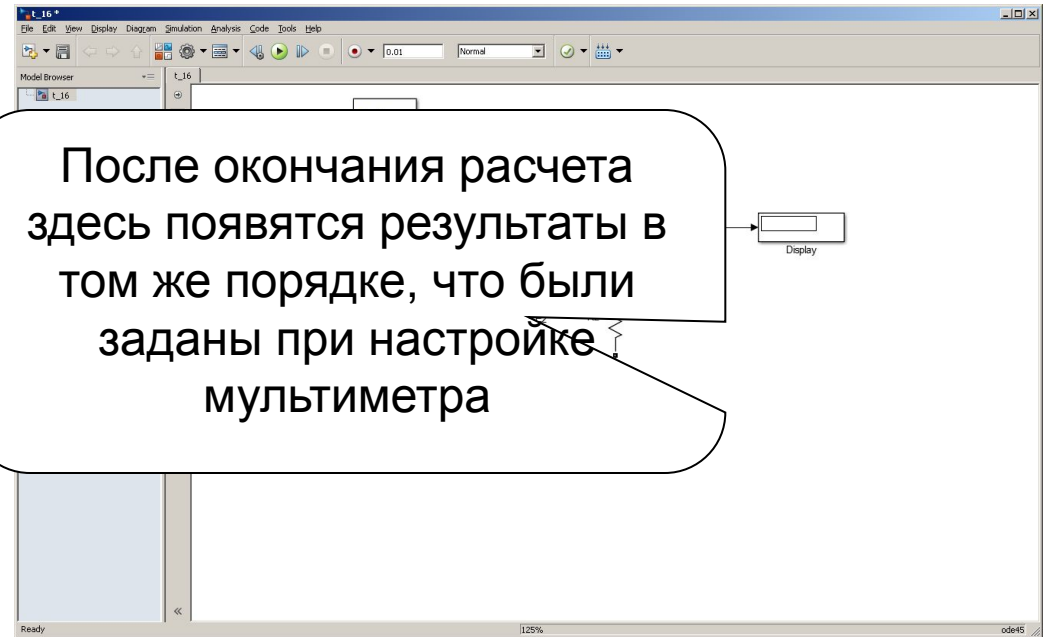 t_16 *
File Edit View Display Diagram Simulation Analysis Code Tools Help
0.01 Normal
Model Browser
t_16
t_16
После окончания расчета
здесь появятся результаты в
том же порядке, что были
заданы при настройке
мультиметра
Display
Ready 125% ode45